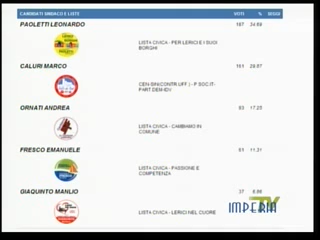 CANDIDATI SINDACO E LISTE VOTI % SEGGI
PAOLETTI LEONARDO 187 34,69
LISTA CIVICA - PER LERICI E I SUOI
BORGHI
CALURI MARCO 161 29,87
CEN-SIN(CONTR.UFF.) - P.SOC.IT-
PART.DEM-IDV
ORNATI ANDREA 93 17,25
LISTA CIVICA - CAMBIAMO IN
COMUNE
FRESCO EMANUELE 61 11,31
LISTA CIVICA - PASSIONE E
COMPETENZA
GIAQUINTO MANLIO 37 6,86
LISTA CIVICA - LERICI NEL CUORE
IMPERIA TV